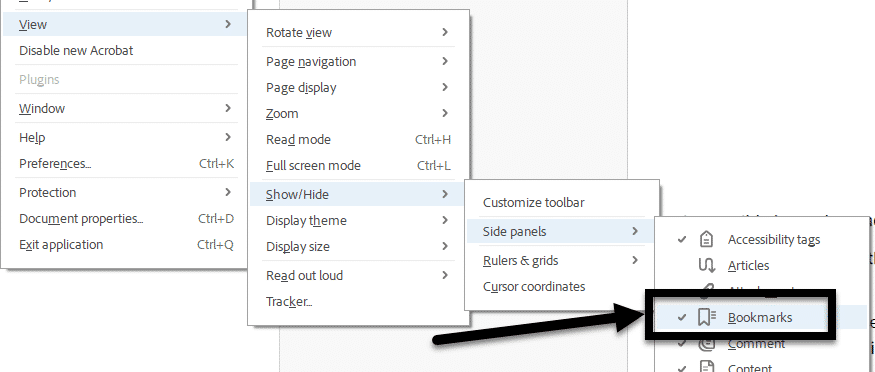 View
Disable new Acrobat
Plugins
Window
Help
Preferences... Ctrl+K
Protection
Document properties... Ctrl+D
Exit application Ctrl+Q
Rotate view
Page navigation
Page display
Zoom
Read mode Ctrl+H
Full screen mode Ctrl+L
Show/Hide
Display theme
Display size
Read out loud
Tracker...
Customize toolbar
Side panels
Rulers & grids
Cursor coordinates
Accessibility tags
Articles
Bookmarks
Comment
Content